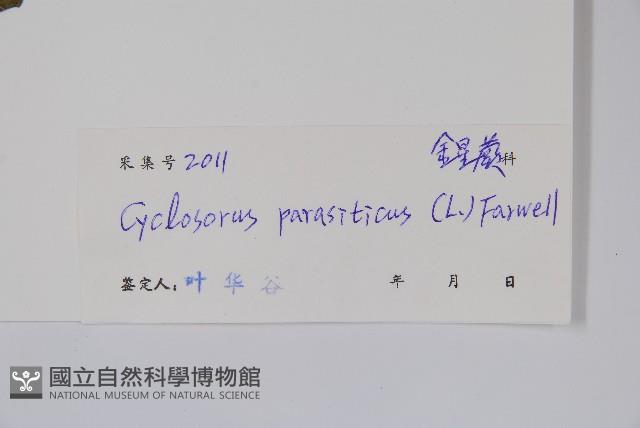 采集号 2011 金星蕨科
Cyclosorus parasiticus (L.) Farwell
鉴定人: 叶华谷 年 月 日
國立自然科學博物館
NATIONAL MUSEUM OF NATURAL SCIENCE